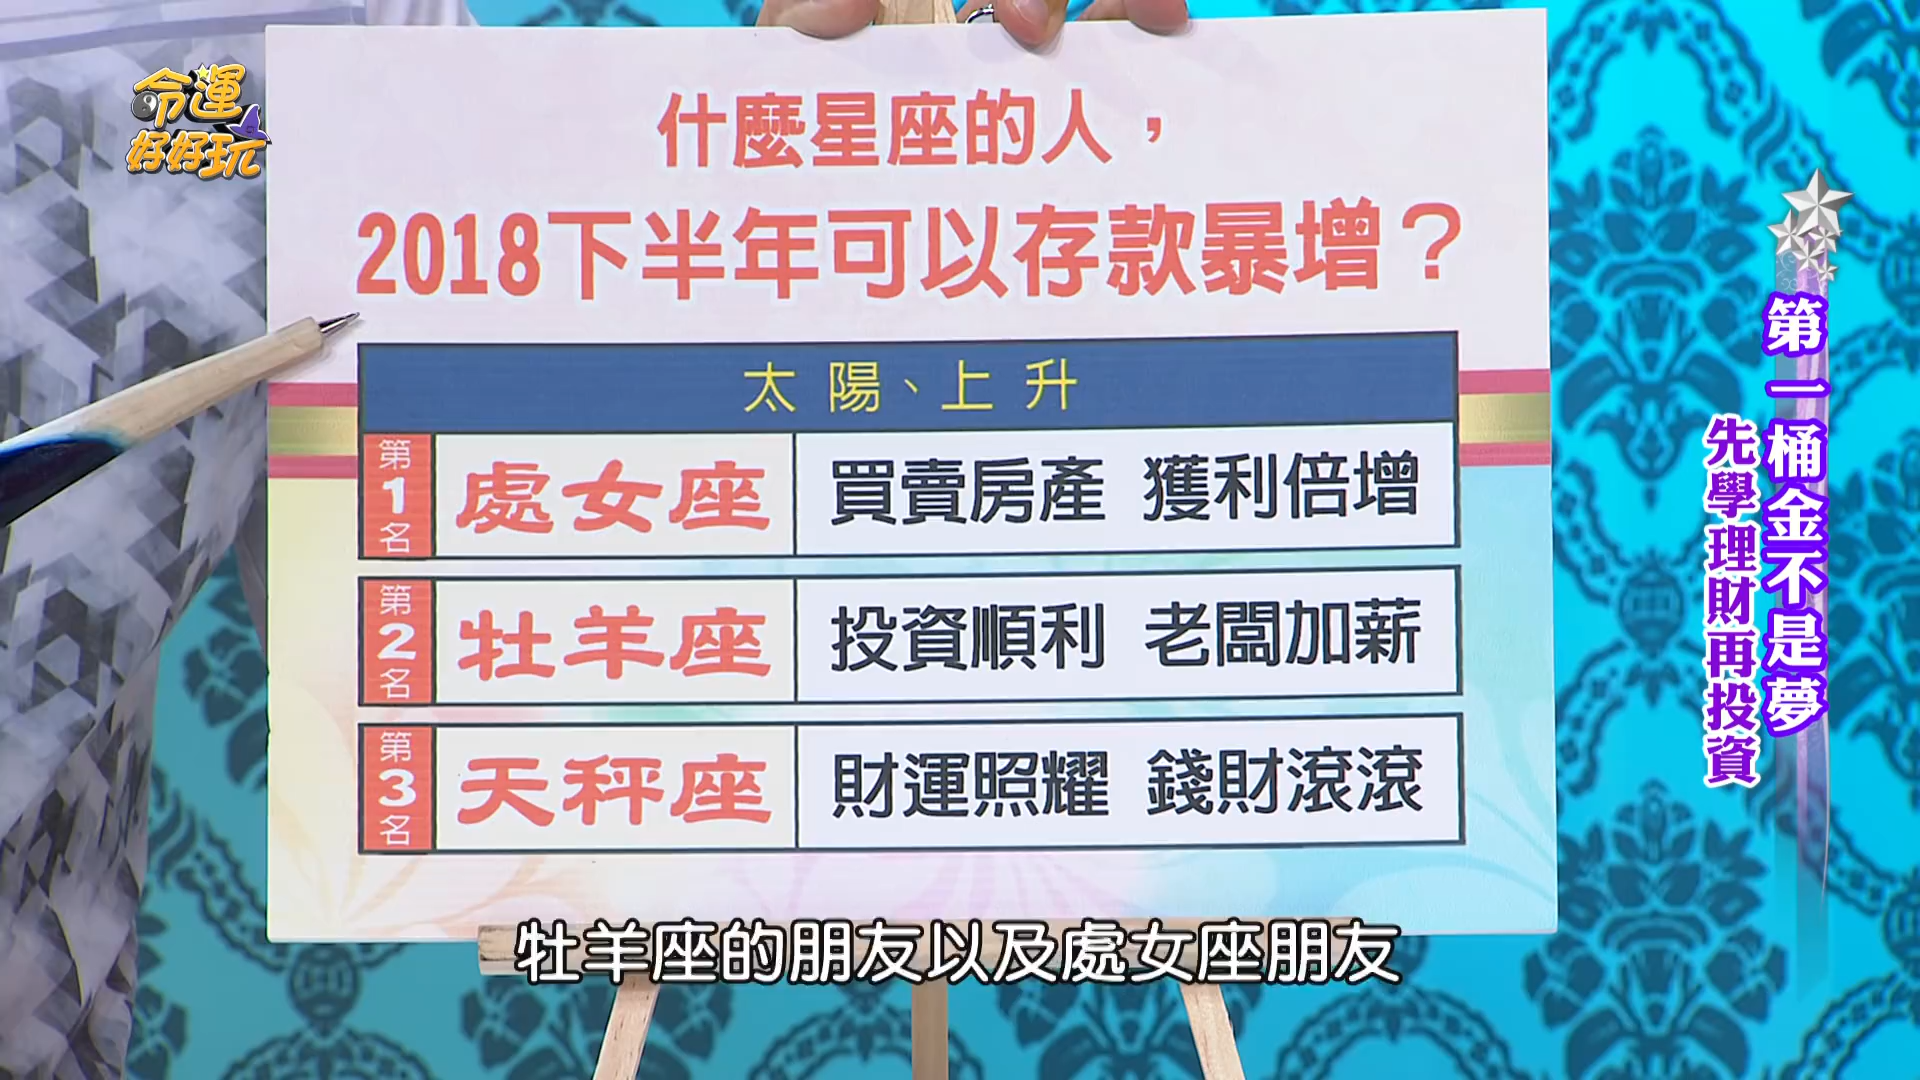 命運
好好玩
什麼星座的人，
2018下半年可以存款暴增？
太陽、上升
第1名 處女座 買賣房產 獲利倍增
第2名 牡羊座 投資順利 老闆加薪
第3名 天秤座 財運照耀 錢財滾滾
第一桶金不是夢
先學理財再投資
牡羊座的朋友以及處女座朋友